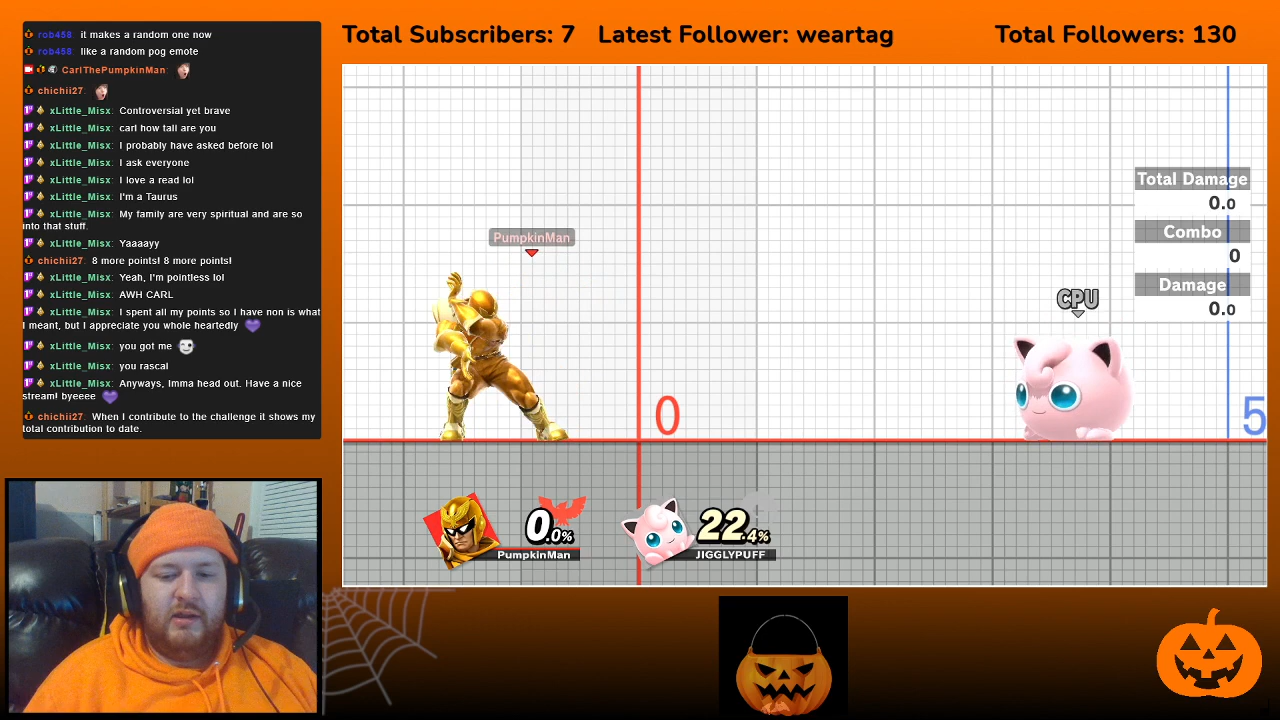 Total Subscribers: 7 Latest Follower: weartag Total Followers: 130
rob458 it makes a random one now
rob458 like a random pog emote
CarlThePumpkinMan:
chichii27:
xLittle_Misx: Controversial yet brave
xLittle_Misx: carl how tall are you
xLittle_Misx: I probably have asked before lol
xLittle_Misx: I ask everyone
xLittle_Misx: I love a read lol
xLittle_Misx: I'm a Taurus
xLittle_Misx: My family are very spiritual and are so
into that stuff.
xLittle_Misx: Yaaaayy
chichii27: 8 more points! 8 more points!
xLittle_Misx: Yeah, I'm pointless lol
xLittle_Misx: AWH CARL
xLittle_Misx: I spent all my points so I have non is what
I meant, but I appreciate you whole heartedly
xLittle_Misx: you got me
xLittle_Misx: you rascal
xLittle_Misx: Anyways, Imma head out. Have a nice
stream! byeeee
chichii27: When I contribute to the challenge it shows my
total contribution to date.
Total Damage
0.0
Combo
0
Damage
0.0
PumpkinMan
CPU
0
5
0.0%
PumpkinMan
22.4%
JIGGLYPUFF